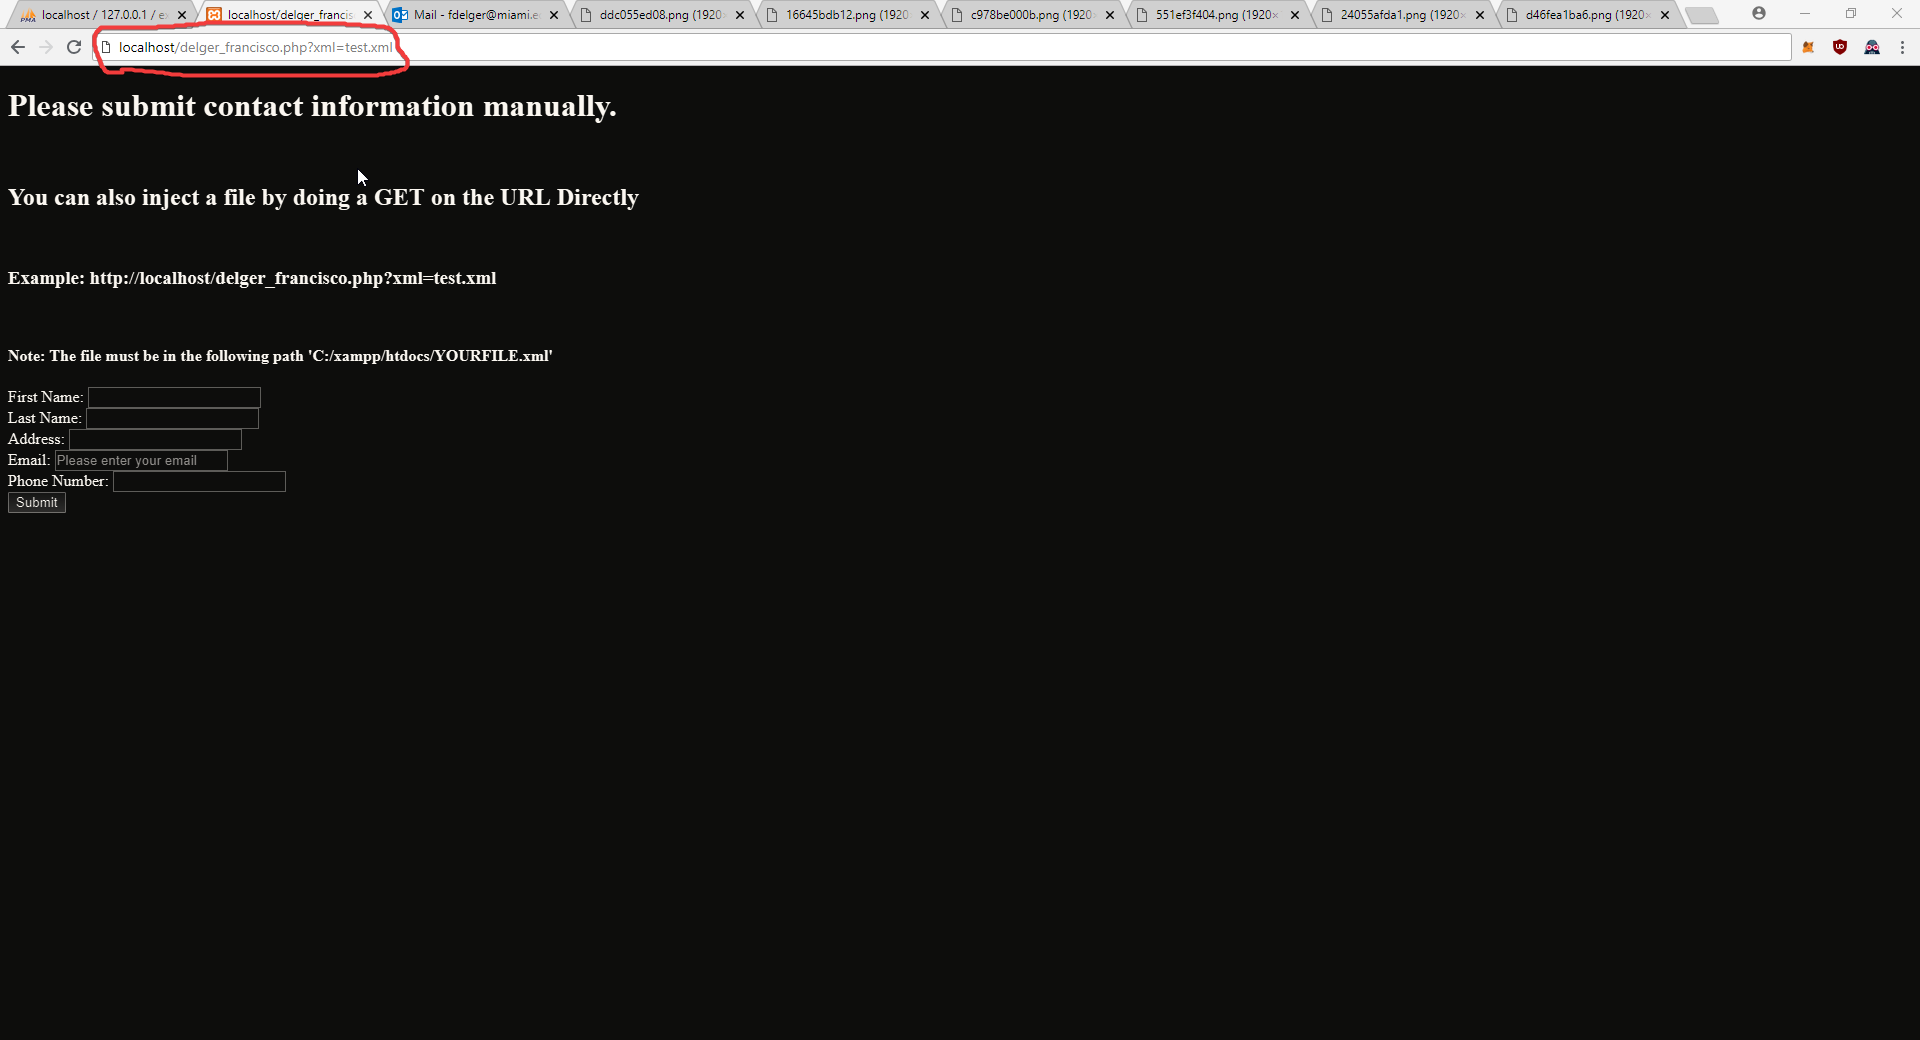 localhost / 127.0.0.1 / e
localhost/delger_francis
Mail - fdelger@miami.e
ddc055ed08.png (1920
16645bdb12.png (1920
c978be000b.png (1920
551ef3f404.png (1920×
24055afda1.png (1920
d46fea1ba6.png (1920
localhost/delger_francisco.php?xml=test.xml
Please submit contact information manually.
You can also inject a file by doing a GET on the URL Directly
Example: http://localhost/delger_francisco.php?xml=test.xml
Note: The file must be in the following path 'C:/xampp/htdocs/YOURFILE.xml'
First Name:
Last Name:
Address:
Email: Please enter your email
Phone Number:
Submit